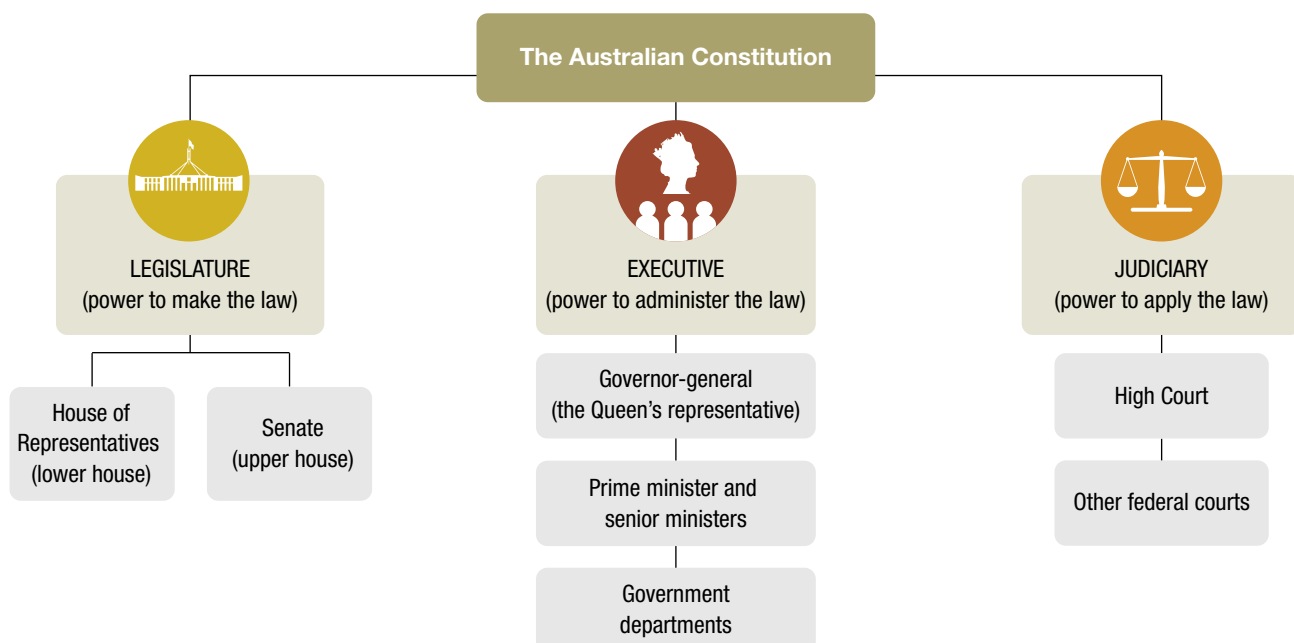 The Australian Constitution
LEGISLATURE
(power to make the law)
House of
Representatives
(lower house)
Senate
(upper house)
EXECUTIVE
(power to administer the law)
Governor-general
(the Queen’s representative)
Prime minister and
senior ministers
Government
departments
JUDICIARY
(power to apply the law)
High Court
Other federal courts